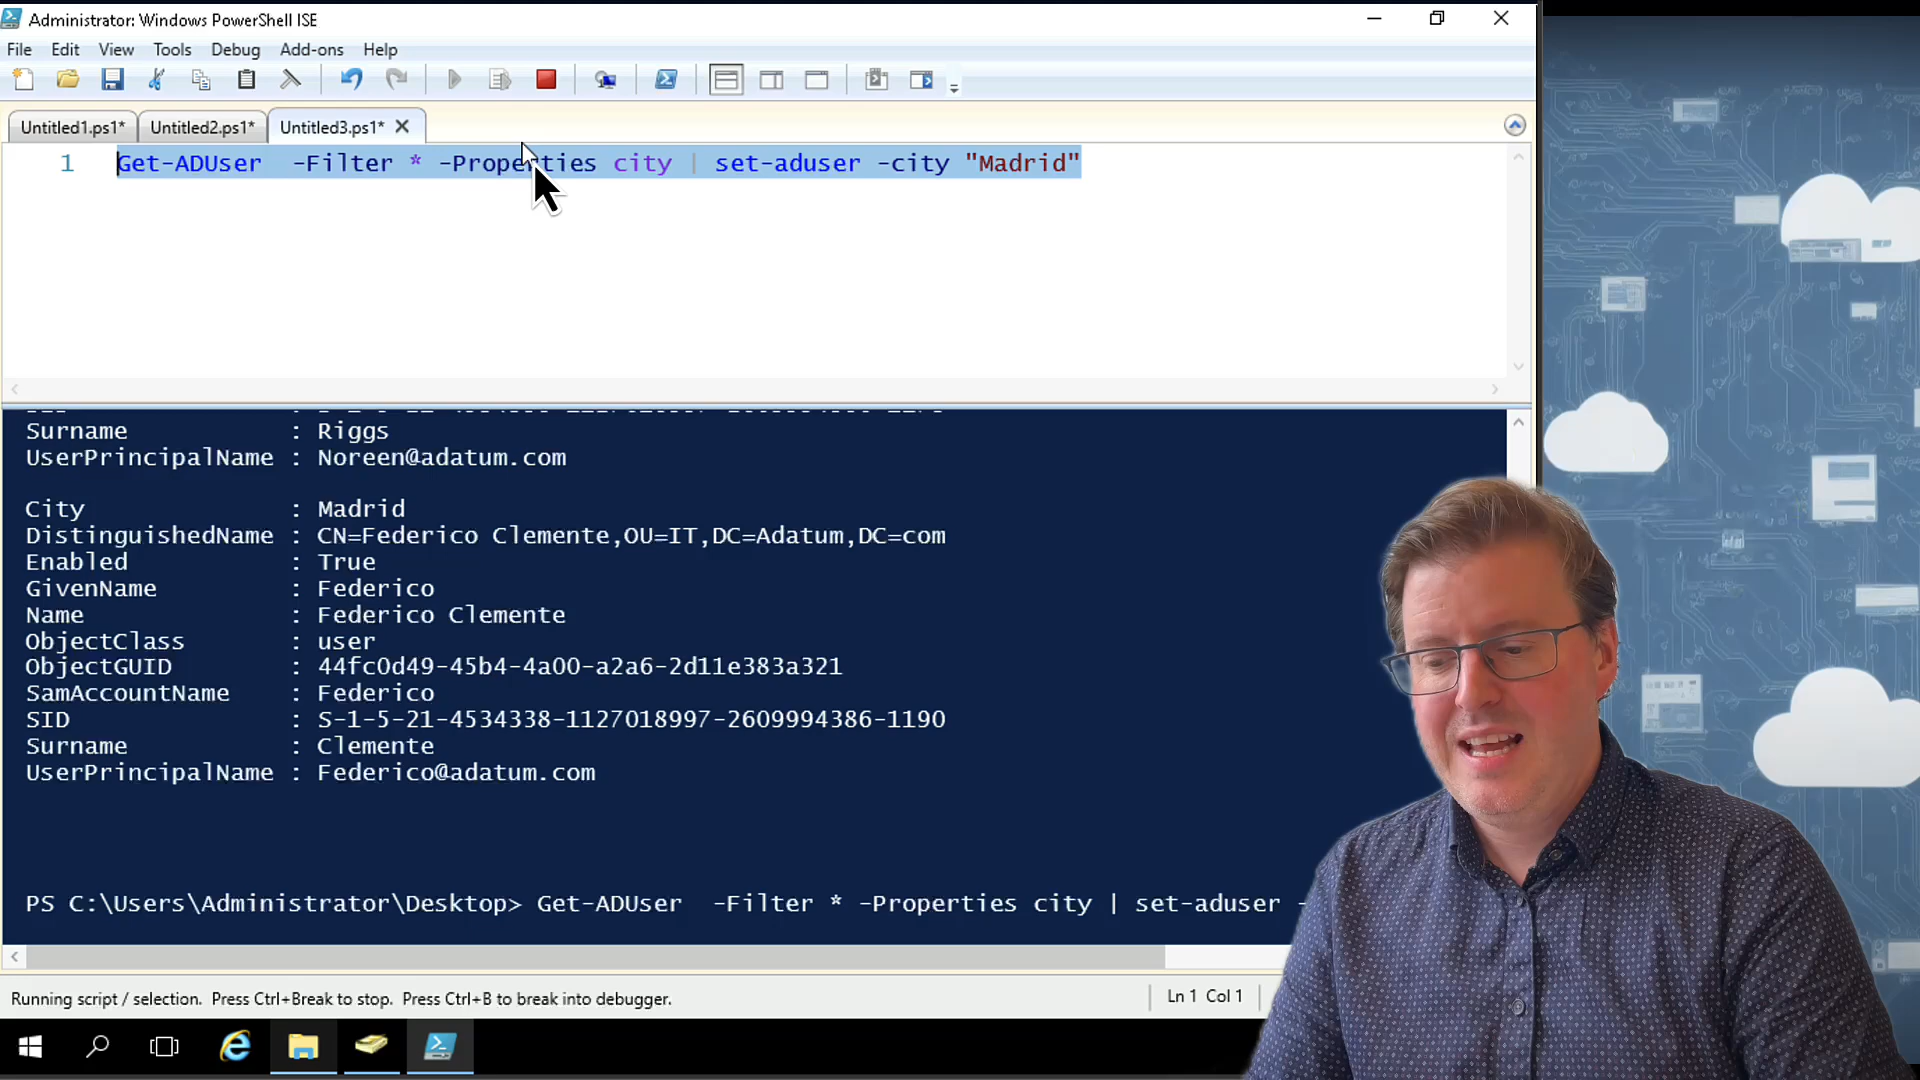 Administrator: Windows PowerShell ISE
File Edit View Tools Debug Add-ons Help
Untitled1.ps1* Untitled2.ps1* Untitled3.ps1*
1 Get-ADUser  -Filter * -Properties city | set-aduser -city "Madrid"
Surname : Riggs
UserPrincipalName : Noreen@adatum.com
City : Madrid
DistinguishedName : CN=Federico Clemente,OU=IT,DC=Adatum,DC=com
Enabled : True
GivenName : Federico
Name : Federico Clemente
ObjectClass : user
ObjectGUID : 44fc0d49-45b4-4a00-a2a6-2d11e383a321
SamAccountName : Federico
SID : S-1-5-21-4534338-1127018997-2609994386-1190
Surname : Clemente
UserPrincipalName : Federico@adatum.com
PS C:\Users\Administrator\Desktop> Get-ADUser  -Filter * -Properties city | set-aduser -
Running script / selection.  Press Ctrl+Break to stop.  Press Ctrl+B to break into debugger.
Ln 1 Col 1